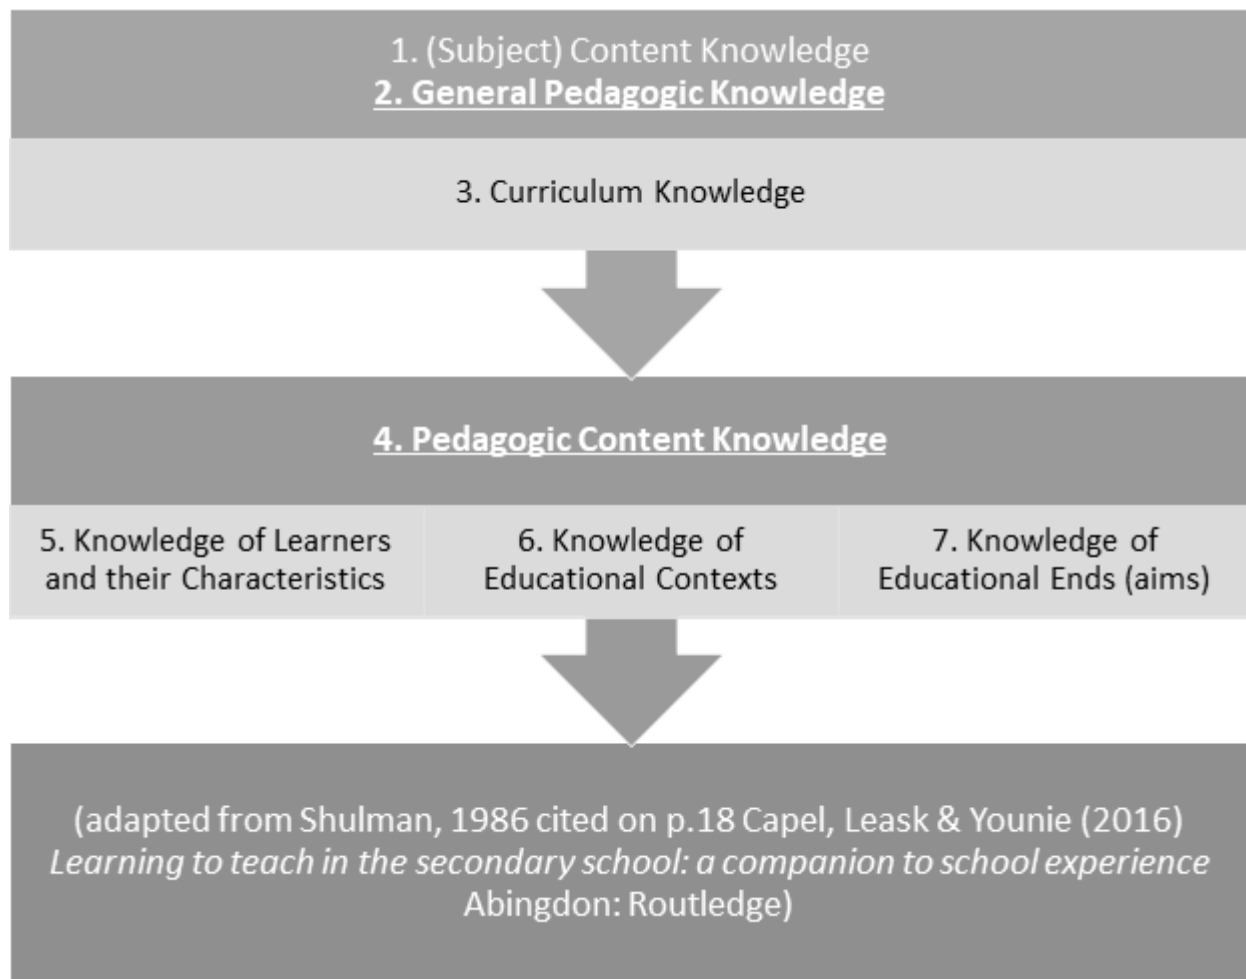 1. (Subject) Content Knowledge
2. General Pedagogic Knowledge
3. Curriculum Knowledge
4. Pedagogic Content Knowledge
5. Knowledge of Learners
and their Characteristics
6. Knowledge of
Educational Contexts
7. Knowledge of
Educational Ends (aims)
(adapted from Shulman, 1986 cited on p.18 Capel, Leask & Younie (2016)
Learning to teach in the secondary school: a companion to school experience
Abingdon: Routledge)